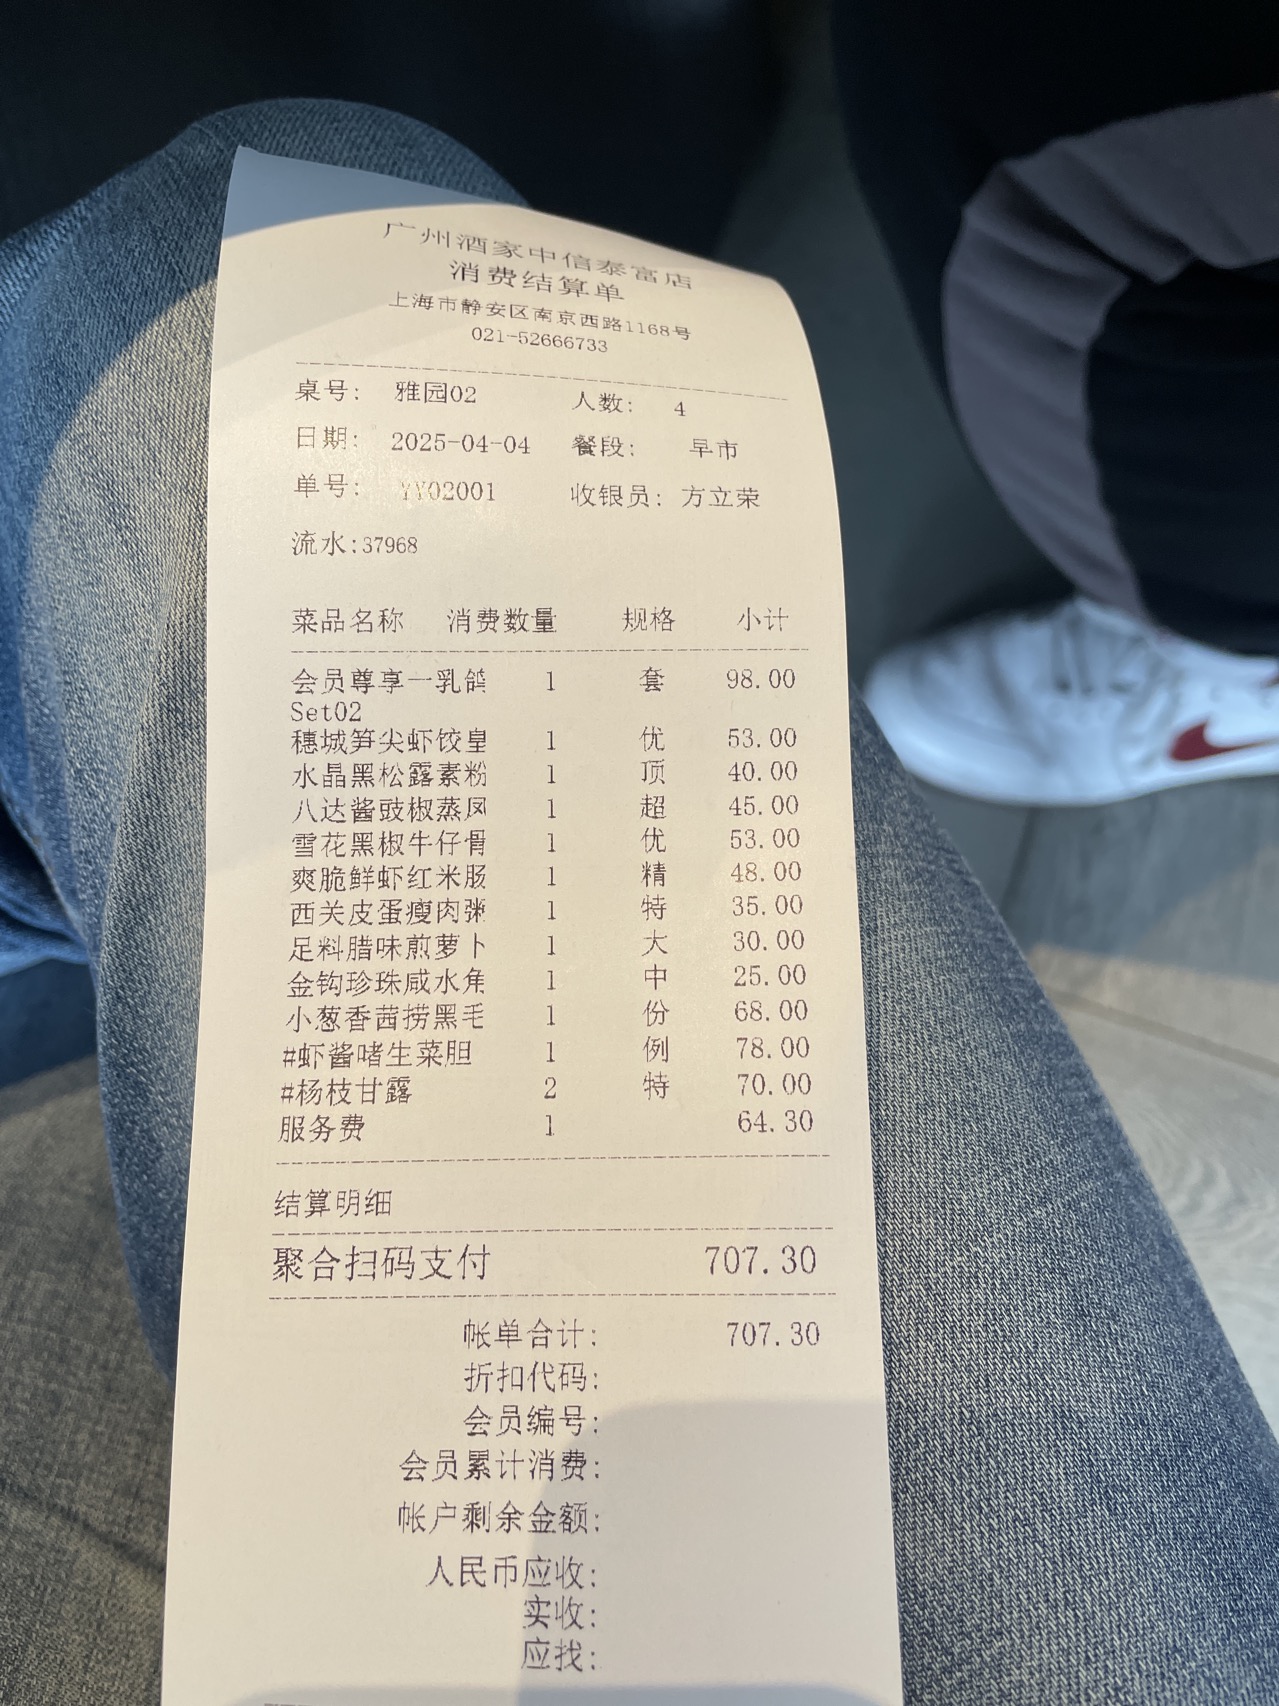 广州酒家中信泰富店
消费结算单
上海市静安区南京西路1168号
021-52666733
桌号: 雅园02 人数: 4
日期: 2025-04-04 餐段: 早市
单号: YY02001 收银员: 方立荣
流水:37968
菜品名称 消费数量 规格 小计
会员尊享一乳鸽 1 套 98.00
Set02
穗城笋尖虾饺皇 1 优 53.00
水晶黑松露素粉 1 顶 40.00
八达酱豉椒蒸凤 1 超 45.00
雪花黑椒牛仔骨 1 优 53.00
爽脆鲜虾红米肠 1 精 48.00
西关皮蛋瘦肉粥 1 特 35.00
足料腊味煎萝卜 1 大 30.00
金钩珍珠咸水角 1 中 25.00
小葱香茜捞黑毛 1 份 68.00
#虾酱啫生菜胆 1 例 78.00
#杨枝甘露 2 特 70.00
服务费 1 64.30
结算明细
聚合扫码支付 707.30
帐单合计: 707.30
折扣代码:
会员编号:
会员累计消费:
帐户剩余金额:
人民币应收:
实收:
应找: